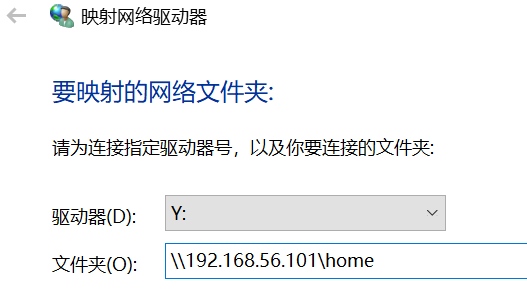 映射网络驱动器
要映射的网络文件夹:
请为连接指定驱动器号，以及你要连接的文件夹:
驱动器(D): Y:
文件夹(O): \\192.168.56.101\home